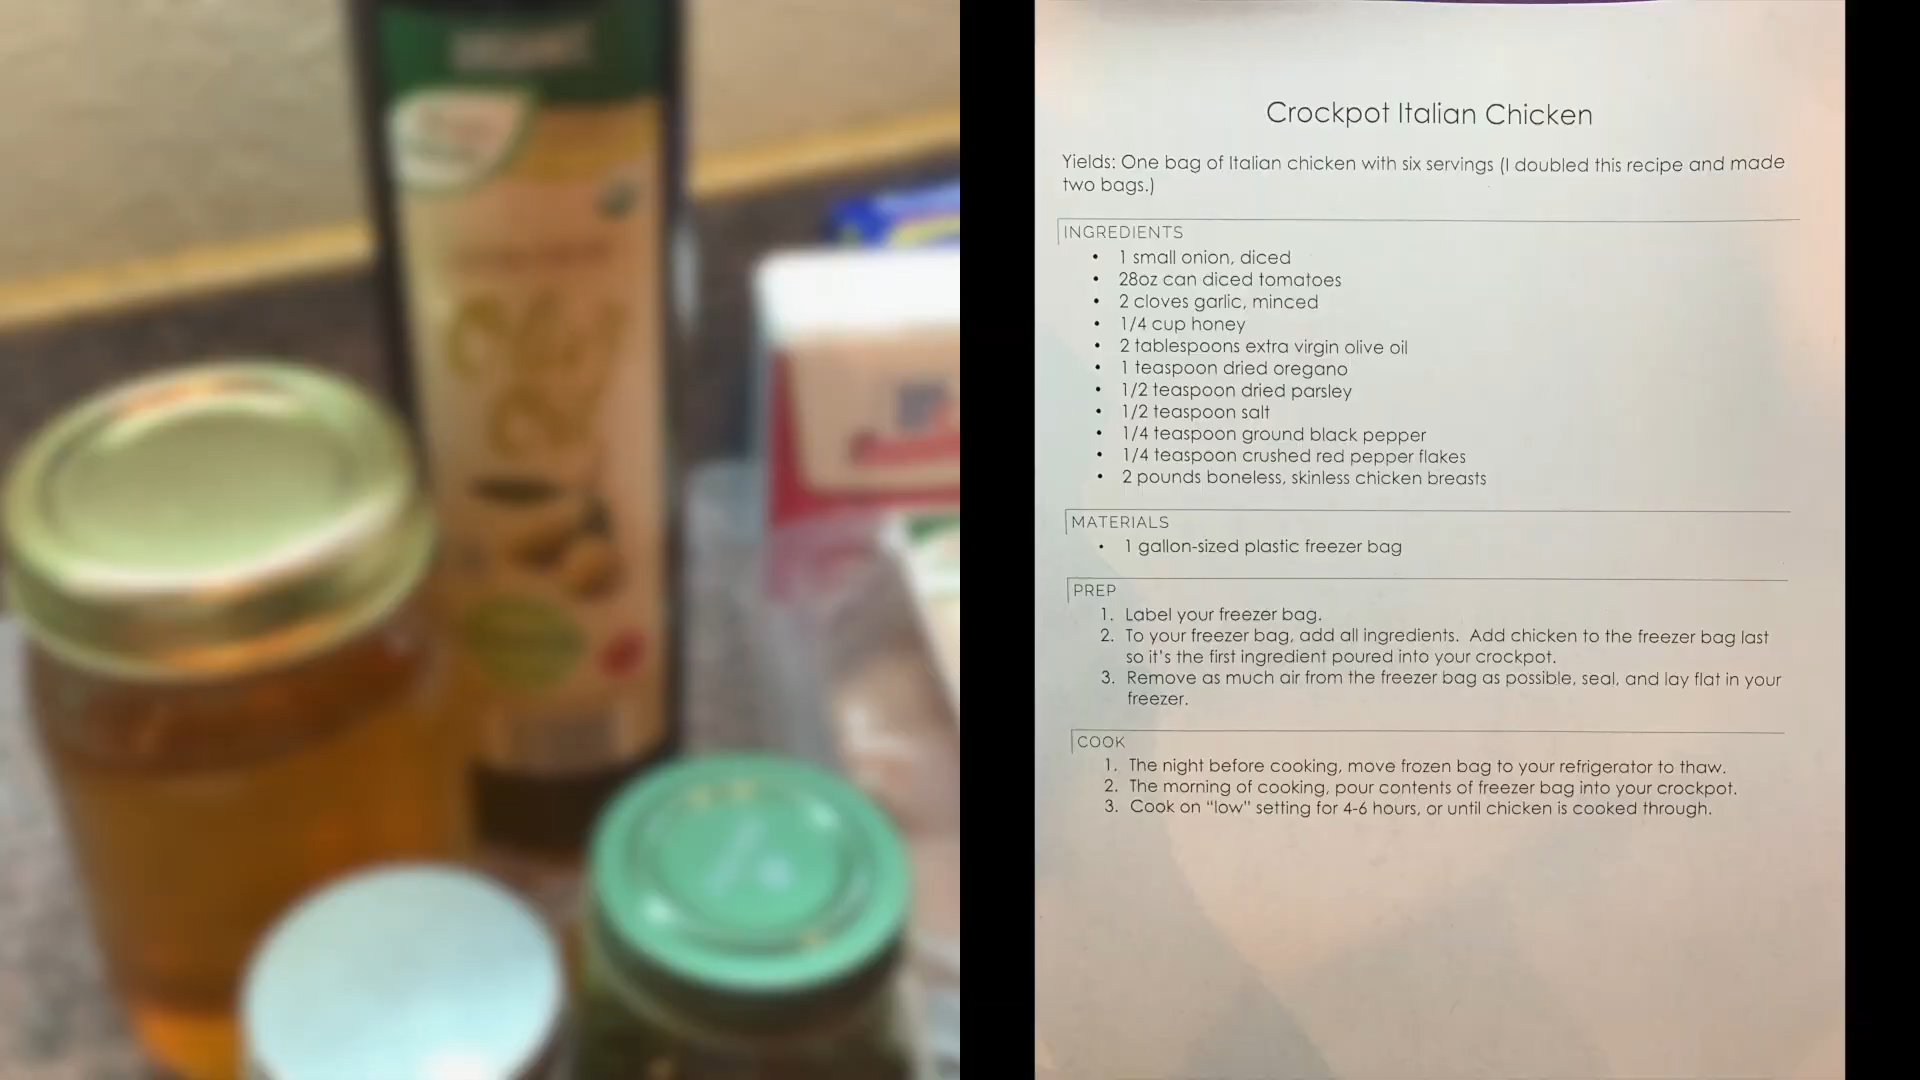 ORGANIC
Crockpot Italian Chicken
Yields: One bag of Italian chicken with six servings (I doubled this recipe and made
two bags.)
INGREDIENTS
• 1 small onion, diced
• 28oz can diced tomatoes
• 2 cloves garlic, minced
• 1/4 cup honey
• 2 tablespoons extra virgin olive oil
• 1 teaspoon dried oregano
• 1/2 teaspoon dried parsley
• 1/2 teaspoon salt
• 1/4 teaspoon ground black pepper
• 1/4 teaspoon crushed red pepper flakes
• 2 pounds boneless, skinless chicken breasts
MATERIALS
• 1 gallon-sized plastic freezer bag
PREP
1. Label your freezer bag.
2. To your freezer bag, add all ingredients. Add chicken to the freezer bag last
so it's the first ingredient poured into your crockpot.
3. Remove as much air from the freezer bag as possible, seal, and lay flat in your
freezer.
COOK
1. The night before cooking, move frozen bag to your refrigerator to thaw.
2. The morning of cooking, pour contents of freezer bag into your crockpot.
3. Cook on "low" setting for 4-6 hours, or until chicken is cooked through.